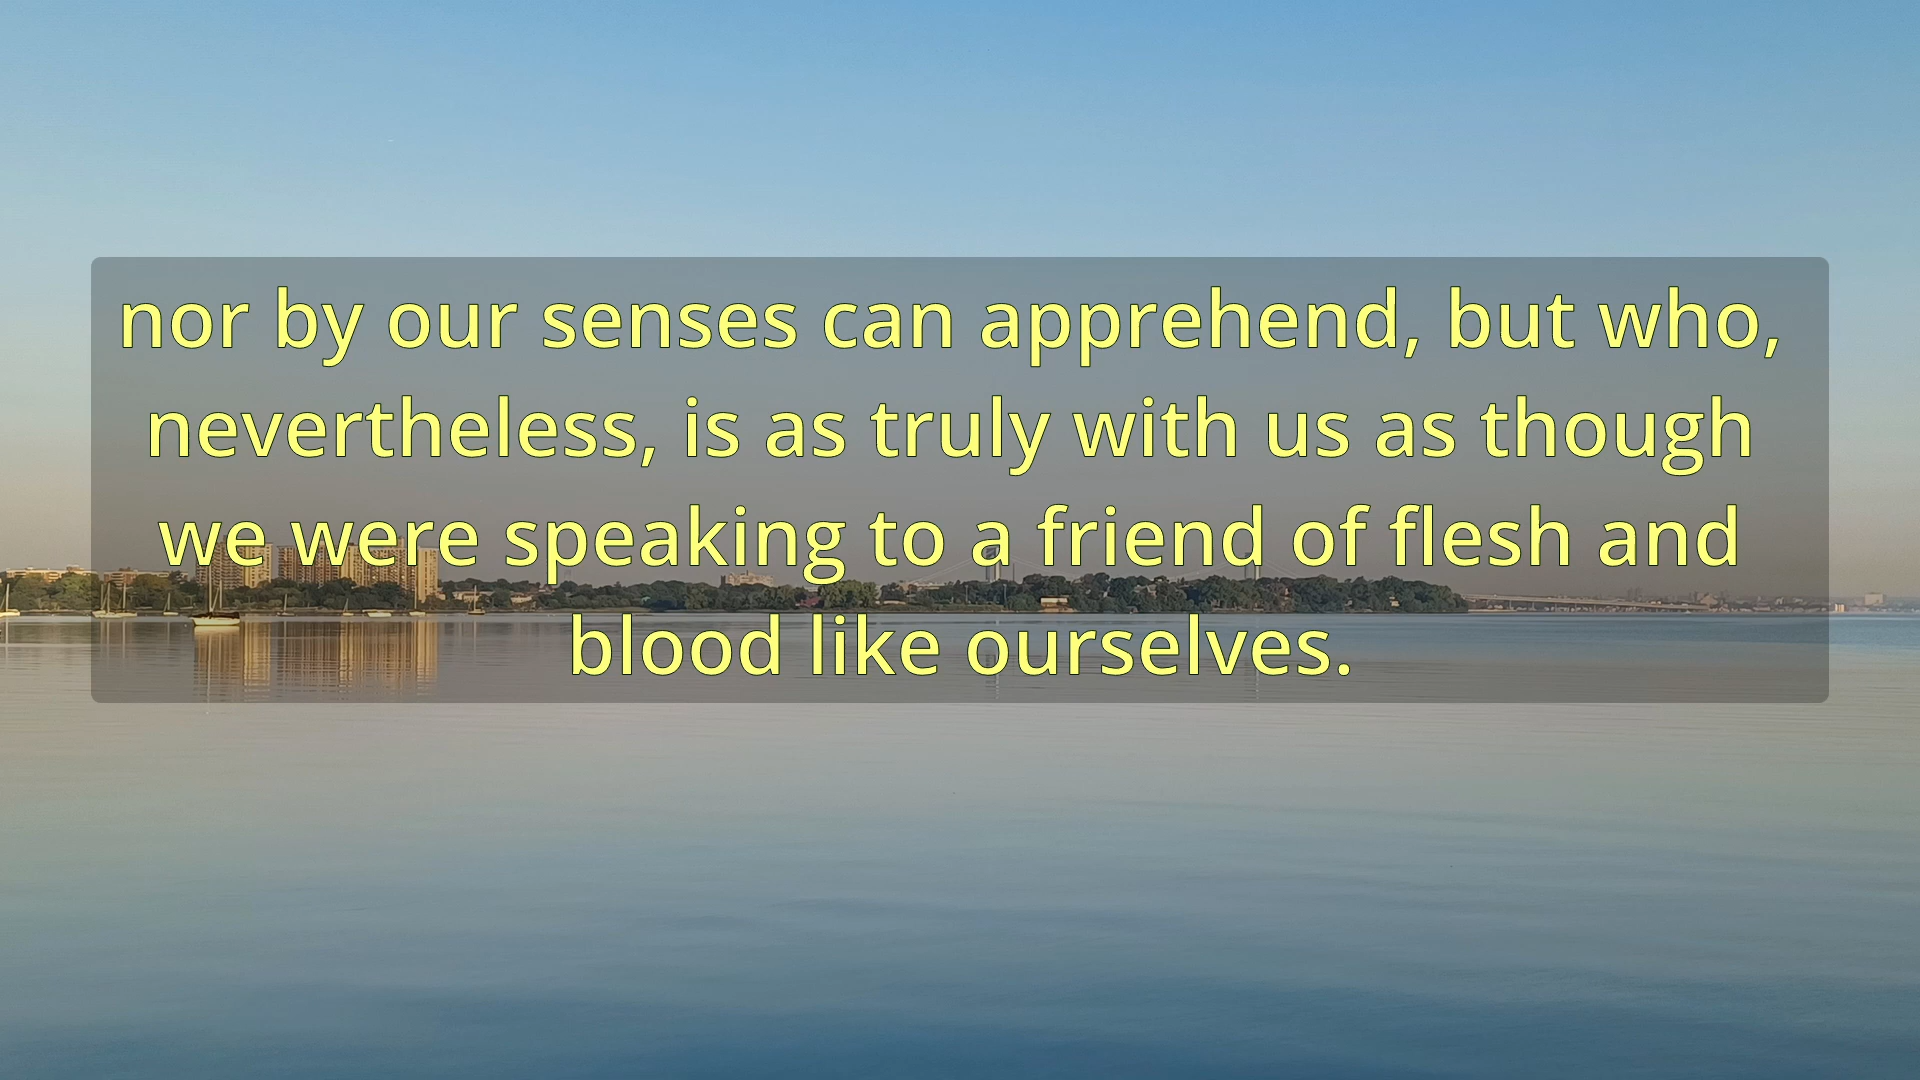 nor by our senses can apprehend, but who,
nevertheless, is as truly with us as though
we were speaking to a friend of flesh and
blood like ourselves.